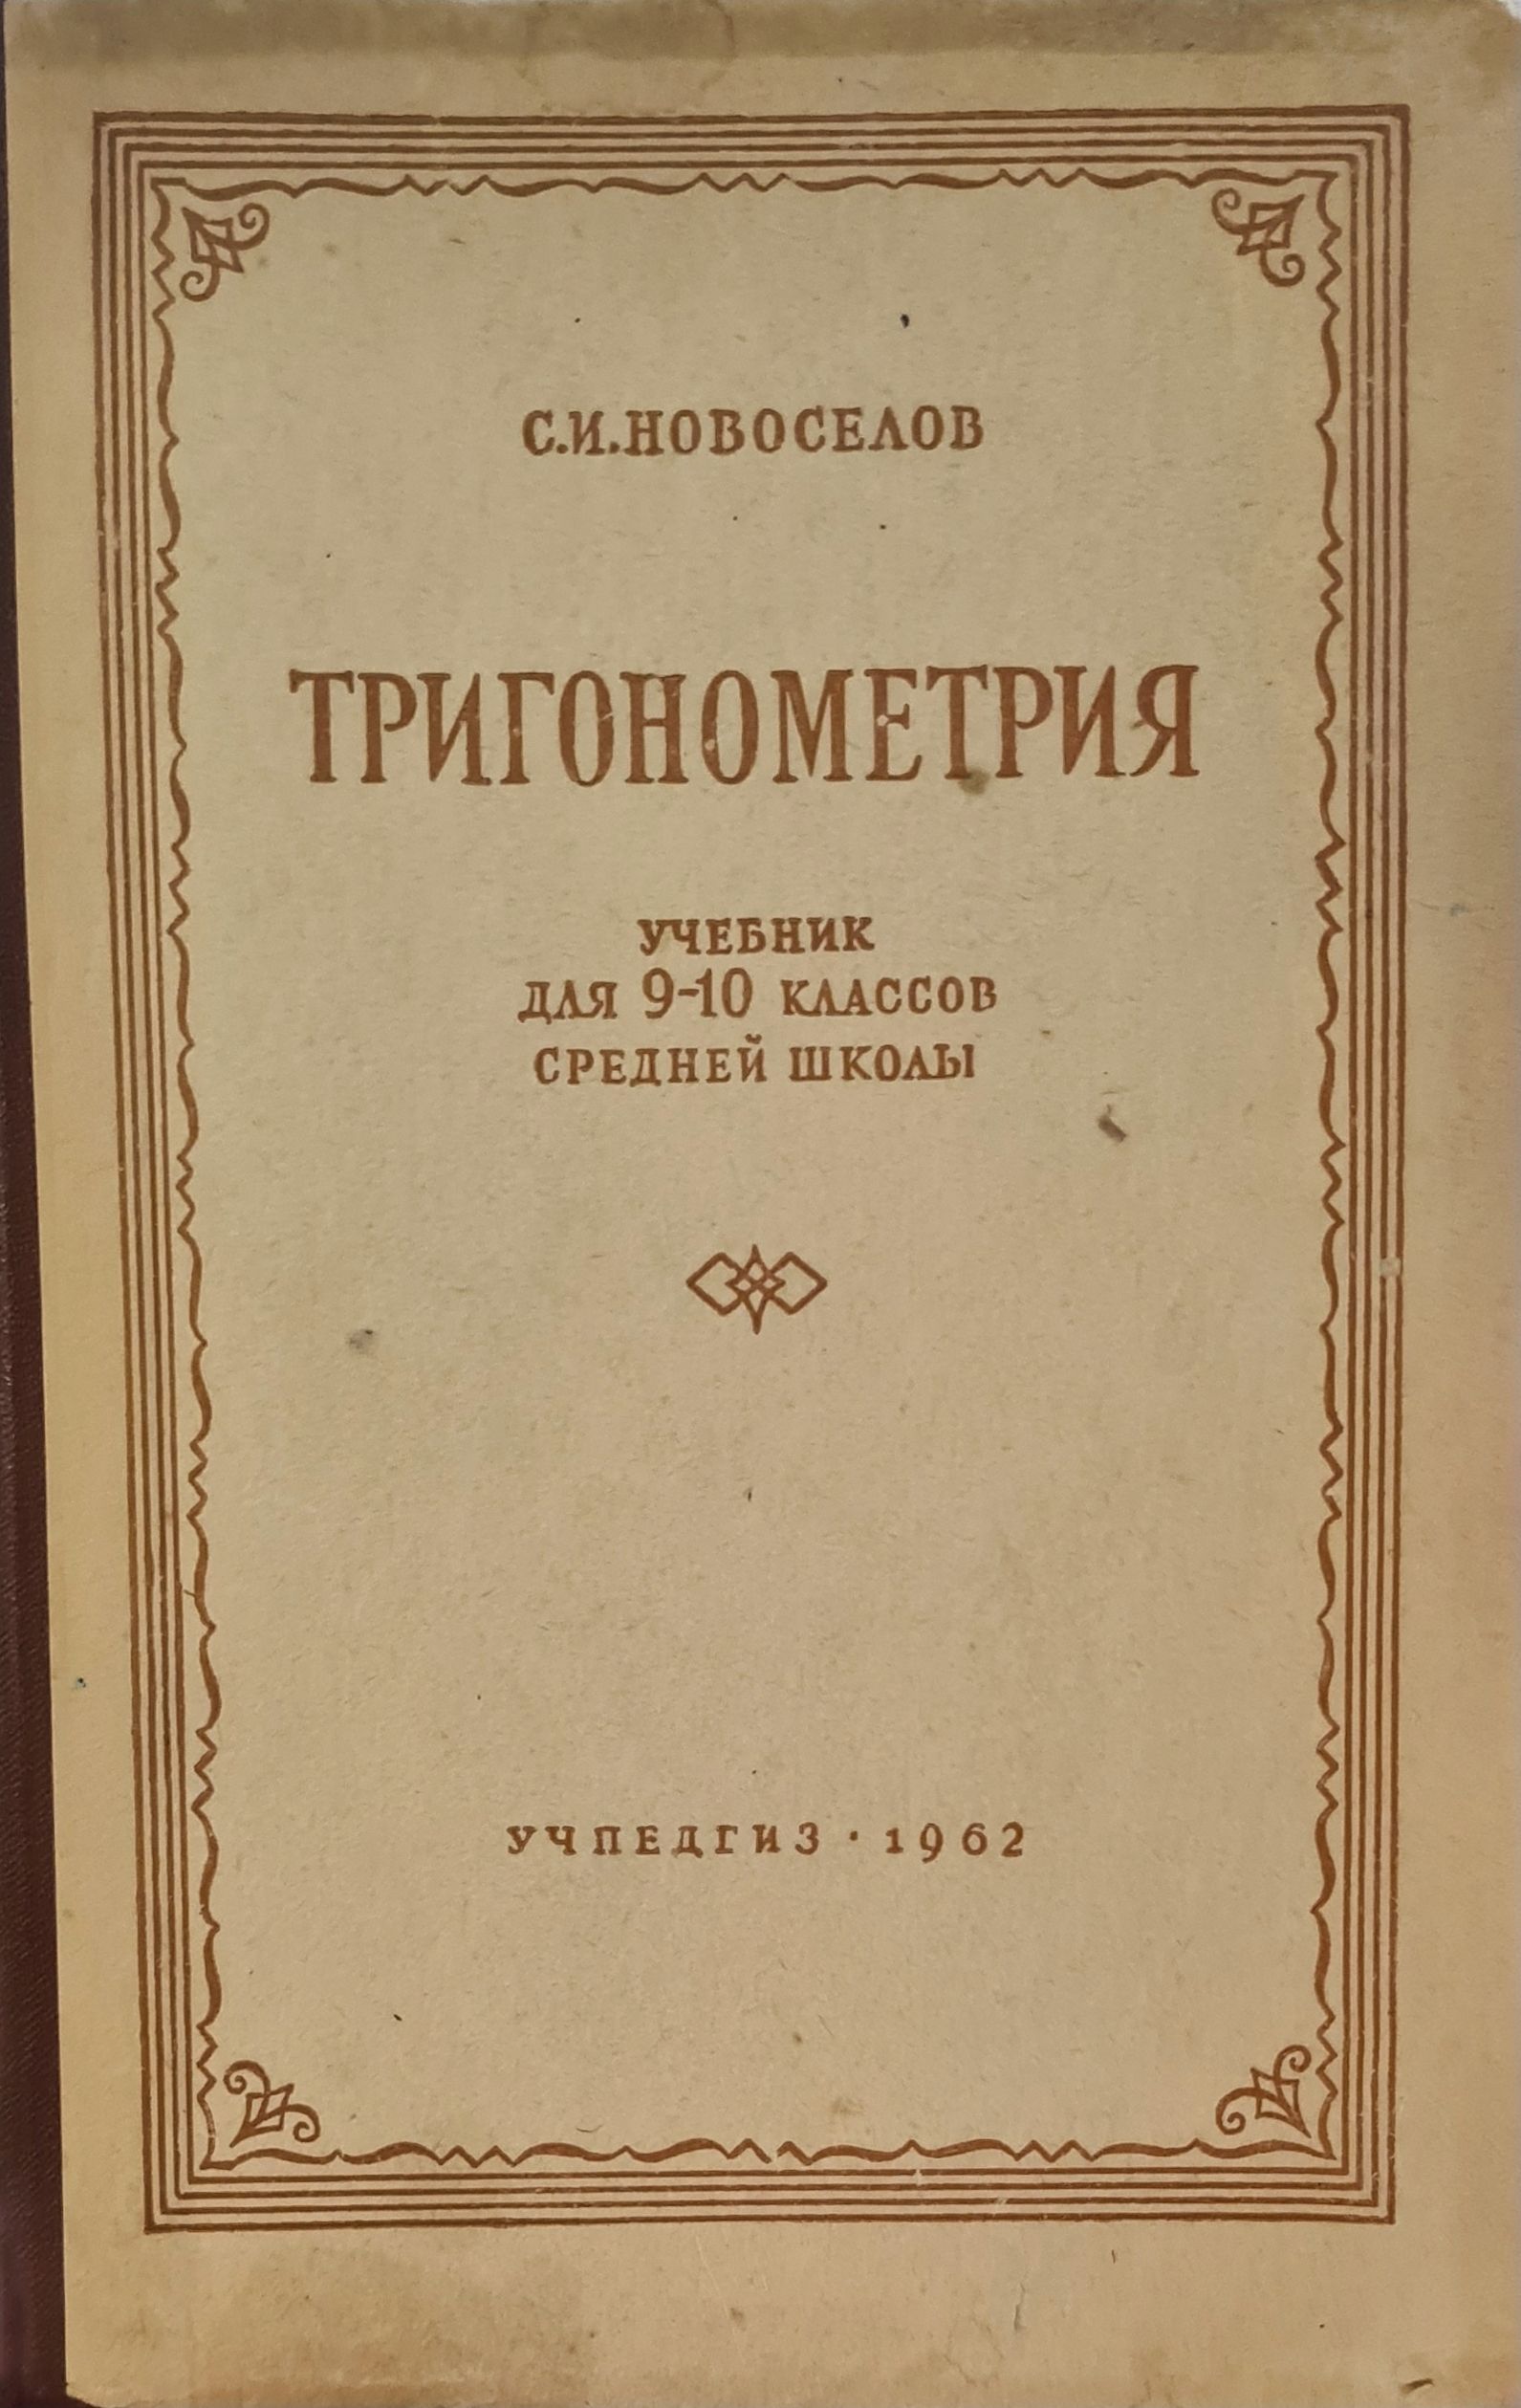 С.И.НОВОСЕЛОВ
ТРИГОНОМЕТРИЯ
УЧЕБНИК
ДЛЯ 9-10 КЛАССОВ
СРЕДНЕЙ ШКОЛЫ
УЧПЕДГИЗ · 1962